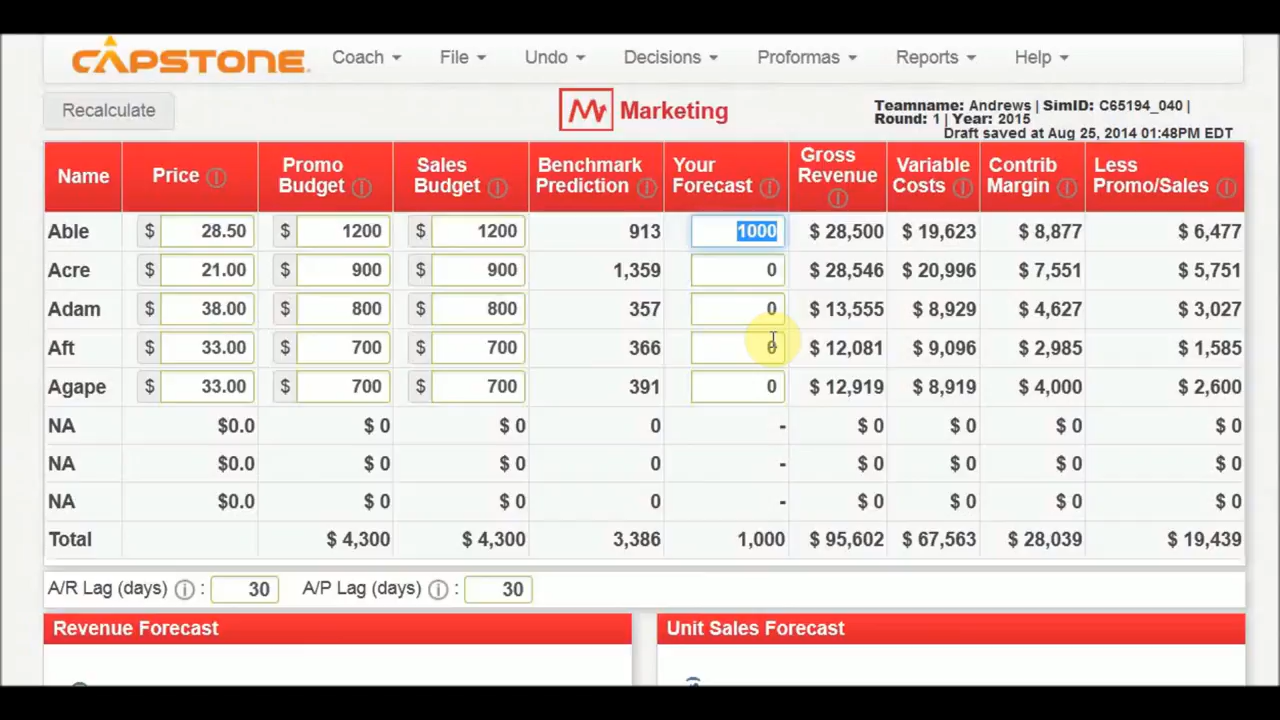 CAPSTONE
Coach File Undo Decisions Proformas Reports Help
Recalculate
Marketing
Teamname: Andrews | SimID: C65194_040 |
Round: 1 | Year: 2015
Draft saved at Aug 25, 2014 01:48PM EDT
Name Price Promo Budget Sales Budget Benchmark Prediction Your Forecast Gross Revenue Variable Costs Contrib Margin Less Promo/Sales
Able $ 28.50 $ 1200 $ 1200 913 1000 $ 28,500 $ 19,623 $ 8,877 $ 6,477
Acre $ 21.00 $ 900 $ 900 1,359 0 $ 28,546 $ 20,996 $ 7,551 $ 5,751
Adam $ 38.00 $ 800 $ 800 357 0 $ 13,555 $ 8,929 $ 4,627 $ 3,027
Aft $ 33.00 $ 700 $ 700 366 0 $ 12,081 $ 9,096 $ 2,985 $ 1,585
Agape $ 33.00 $ 700 $ 700 391 0 $ 12,919 $ 8,919 $ 4,000 $ 2,600
NA $0.0 $ 0 $ 0 0 - $ 0 $ 0 $ 0 $ 0
NA $0.0 $ 0 $ 0 0 - $ 0 $ 0 $ 0 $ 0
NA $0.0 $ 0 $ 0 0 - $ 0 $ 0 $ 0 $ 0
Total $ 4,300 $ 4,300 3,386 1,000 $ 95,602 $ 67,563 $ 28,039 $ 19,439
A/R Lag (days) : 30 A/P Lag (days) : 30
Revenue Forecast Unit Sales Forecast